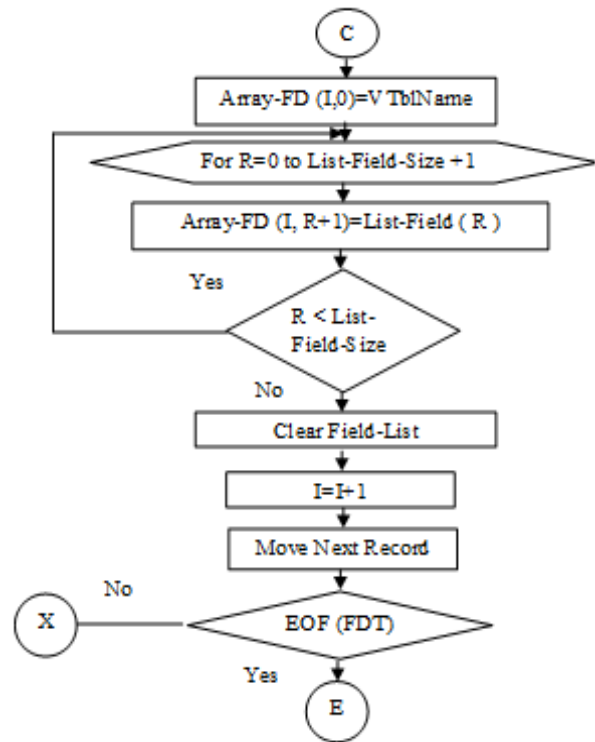 C
Array-FD (I,0)=V TblName
For R=0 to List-Field-Size +1
Array-FD (I, R+1)=List-Field ( R )
Yes
R < List-
Field-Size
No
Clear Field-List
I=I+1
Move Next Record
No
X
EOF (FDT)
Yes
E